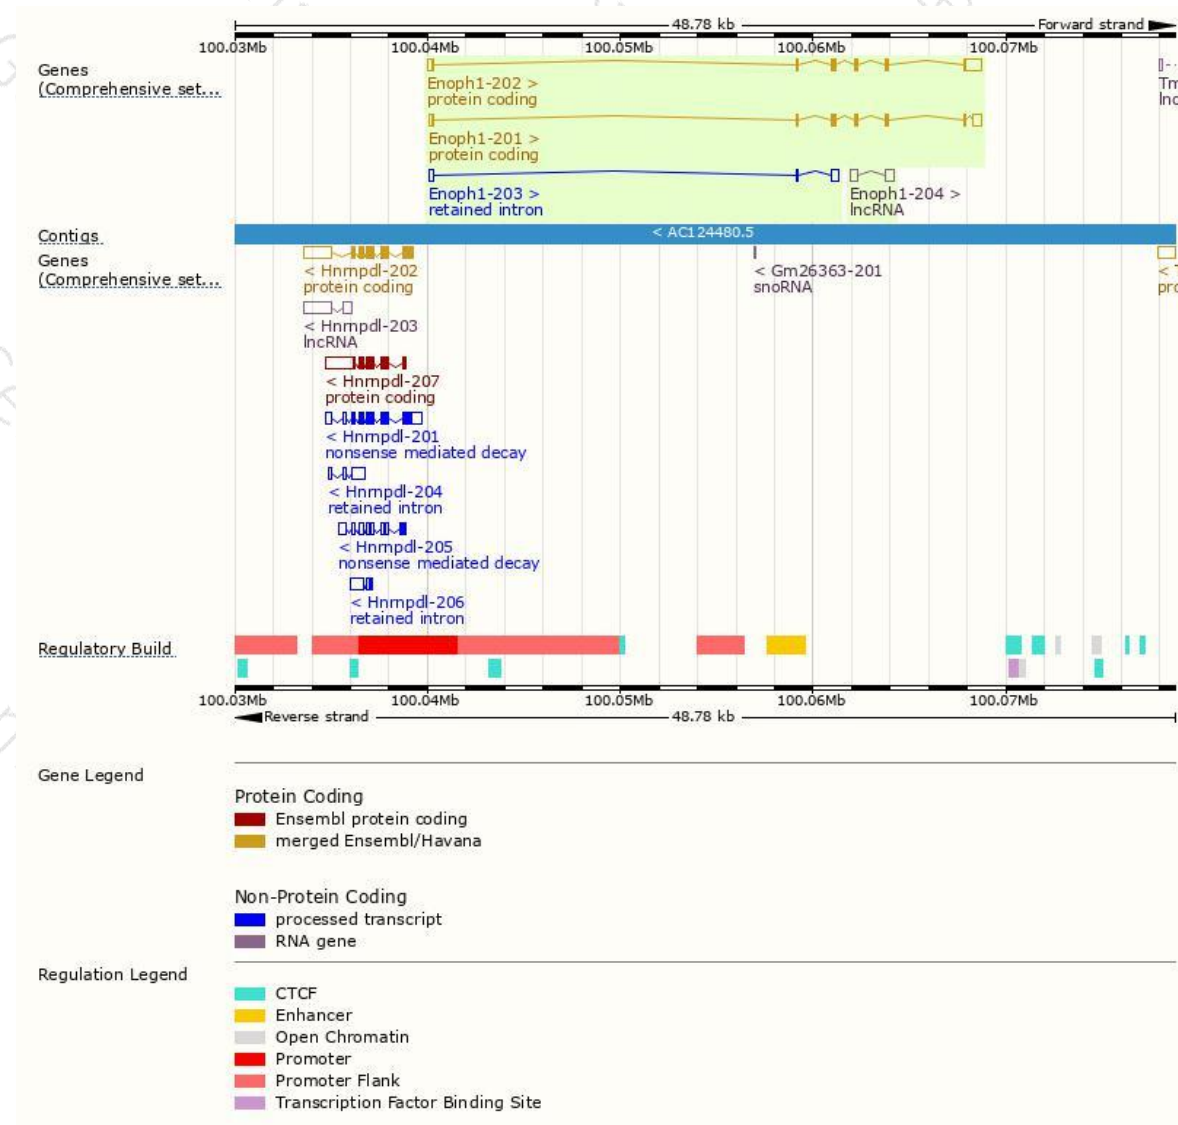 48.78 kb Forward strand
100.03Mb 100.04Mb 100.05Mb 100.06Mb 100.07Mb
Genes
(Comprehensive set...
Enoph1-202 >
protein coding
Enoph1-201 >
protein coding
Enoph1-203 >
retained intron
Enoph1-204 >
lncRNA
Contigs
< AC124480.5
Genes
(Comprehensive set...
< Hnrnpdl-202
protein coding
< Gm26363-201
snoRNA
< Hnrnpdl-203
lncRNA
< Hnrnpdl-207
protein coding
< Hnrnpdl-201
nonsense mediated decay
< Hnrnpdl-204
retained intron
< Hnrnpdl-205
nonsense mediated decay
< Hnrnpdl-206
retained intron
Regulatory Build
100.03Mb 100.04Mb 100.05Mb 100.06Mb 100.07Mb
Reverse strand 48.78 kb
Gene Legend
Protein Coding
Ensembl protein coding
merged Ensembl/Havana
Non-Protein Coding
processed transcript
RNA gene
Regulation Legend
CTCF
Enhancer
Open Chromatin
Promoter
Promoter Flank
Transcription Factor Binding Site